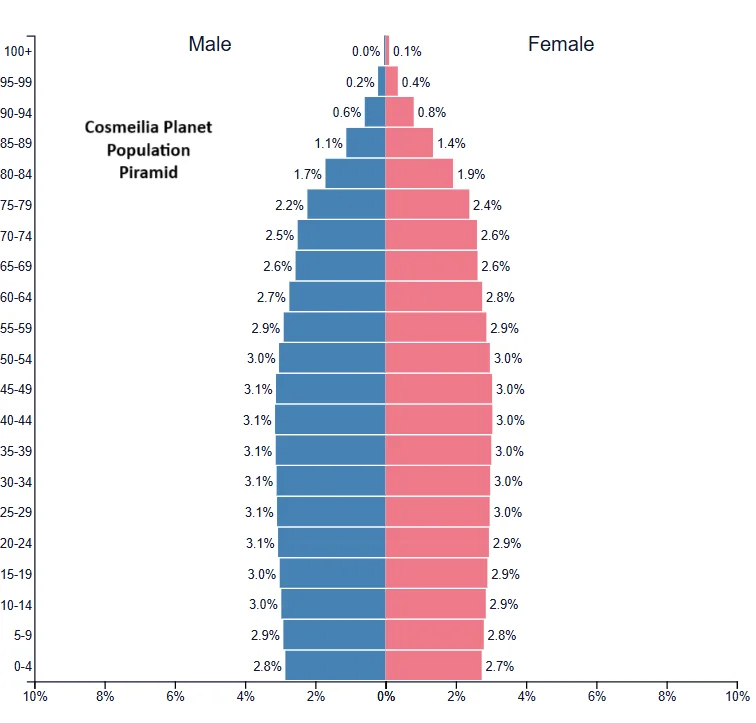 Male Female
100+ 0.0% 0.1%
95-99 0.2% 0.4%
90-94 0.6% 0.8%
Cosmeilia Planet
Population
Piramid
85-89 1.1% 1.4%
80-84 1.7% 1.9%
75-79 2.2% 2.4%
70-74 2.5% 2.6%
65-69 2.6% 2.6%
60-64 2.7% 2.8%
55-59 2.9% 2.9%
50-54 3.0% 3.0%
45-49 3.1% 3.0%
40-44 3.1% 3.0%
35-39 3.1% 3.0%
30-34 3.1% 3.0%
25-29 3.1% 3.0%
20-24 3.1% 2.9%
15-19 3.0% 2.9%
10-14 3.0% 2.9%
5-9 2.9% 2.8%
0-4 2.8% 2.7%
10% 8% 6% 4% 2% 0% 2% 4% 6% 8% 10%